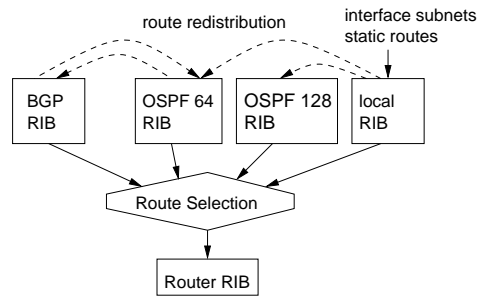 route redistribution
interface subnets
static routes
BGP
RIB
OSPF 64
RIB
OSPF 128
RIB
local
RIB
Route Selection
Router RIB